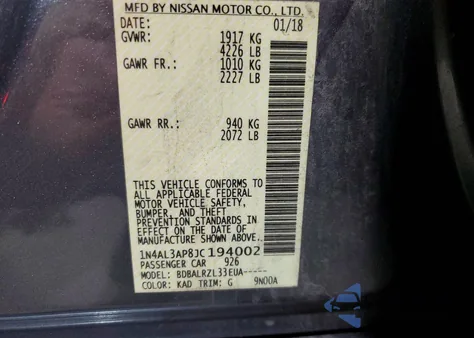 MFD BY NISSAN MOTOR CO., LTD.
DATE: 01/18
GVWR: 1917 KG
4226 LB
GAWR FR.: 1010 KG
2227 LB
GAWR RR.: 940 KG
2072 LB
THIS VEHICLE CONFORMS TO
ALL APPLICABLE FEDERAL
MOTOR VEHICLE SAFETY,
BUMPER, AND THEFT
PREVENTION STANDARDS IN
EFFECT ON THE DATE OF
MANUFACTURE SHOWN ABOVE.
1N4AL3AP8JC194002
PASSENGER CAR 926
MODEL: BDBALRZL33EUA-----
COLOR: KAD TRIM: G 9N00A